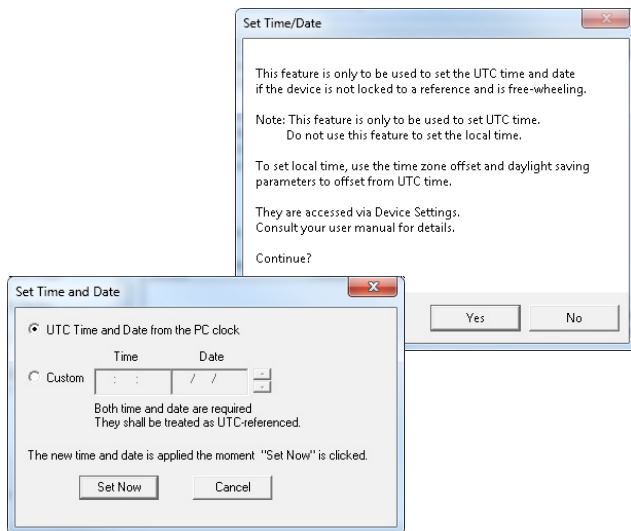 Set Time/Date
This feature is only to be used to set the UTC time and date
if the device is not locked to a reference and is free-wheeling.
Note: This feature is only to be used to set UTC time.
Do not use this feature to set the local time.
To set local time, use the time zone offset and daylight saving
parameters to offset from UTC time.
They are accessed via Device Settings.
Consult your user manual for details.
Continue?
Yes No
Set Time and Date
UTC Time and Date from the PC clock
Time Date
Custom : : / /
Both time and date are required
They shall be treated as UTC-referenced.
The new time and date is applied the moment "Set Now" is clicked.
Set Now Cancel